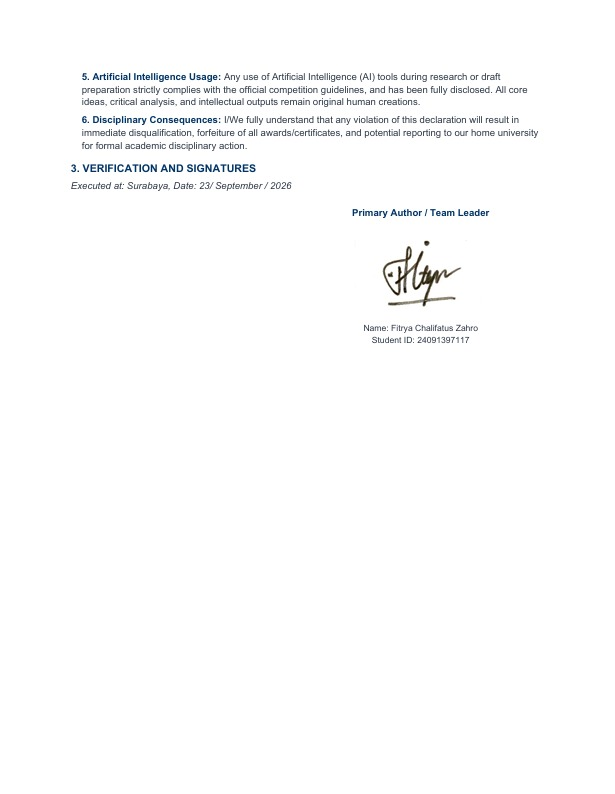 5. Artificial Intelligence Usage: Any use of Artificial Intelligence (AI) tools during research or draft
preparation strictly complies with the official competition guidelines, and has been fully disclosed. All core
ideas, critical analysis, and intellectual outputs remain original human creations.
6. Disciplinary Consequences: I/We fully understand that any violation of this declaration will result in
immediate disqualification, forfeiture of all awards/certificates, and potential reporting to our home university
for formal academic disciplinary action.
3. VERIFICATION AND SIGNATURES
Executed at: Surabaya, Date: 23/ September / 2026
Primary Author / Team Leader
Name: Fitrya Chalifatus Zahro
Student ID: 24091397117